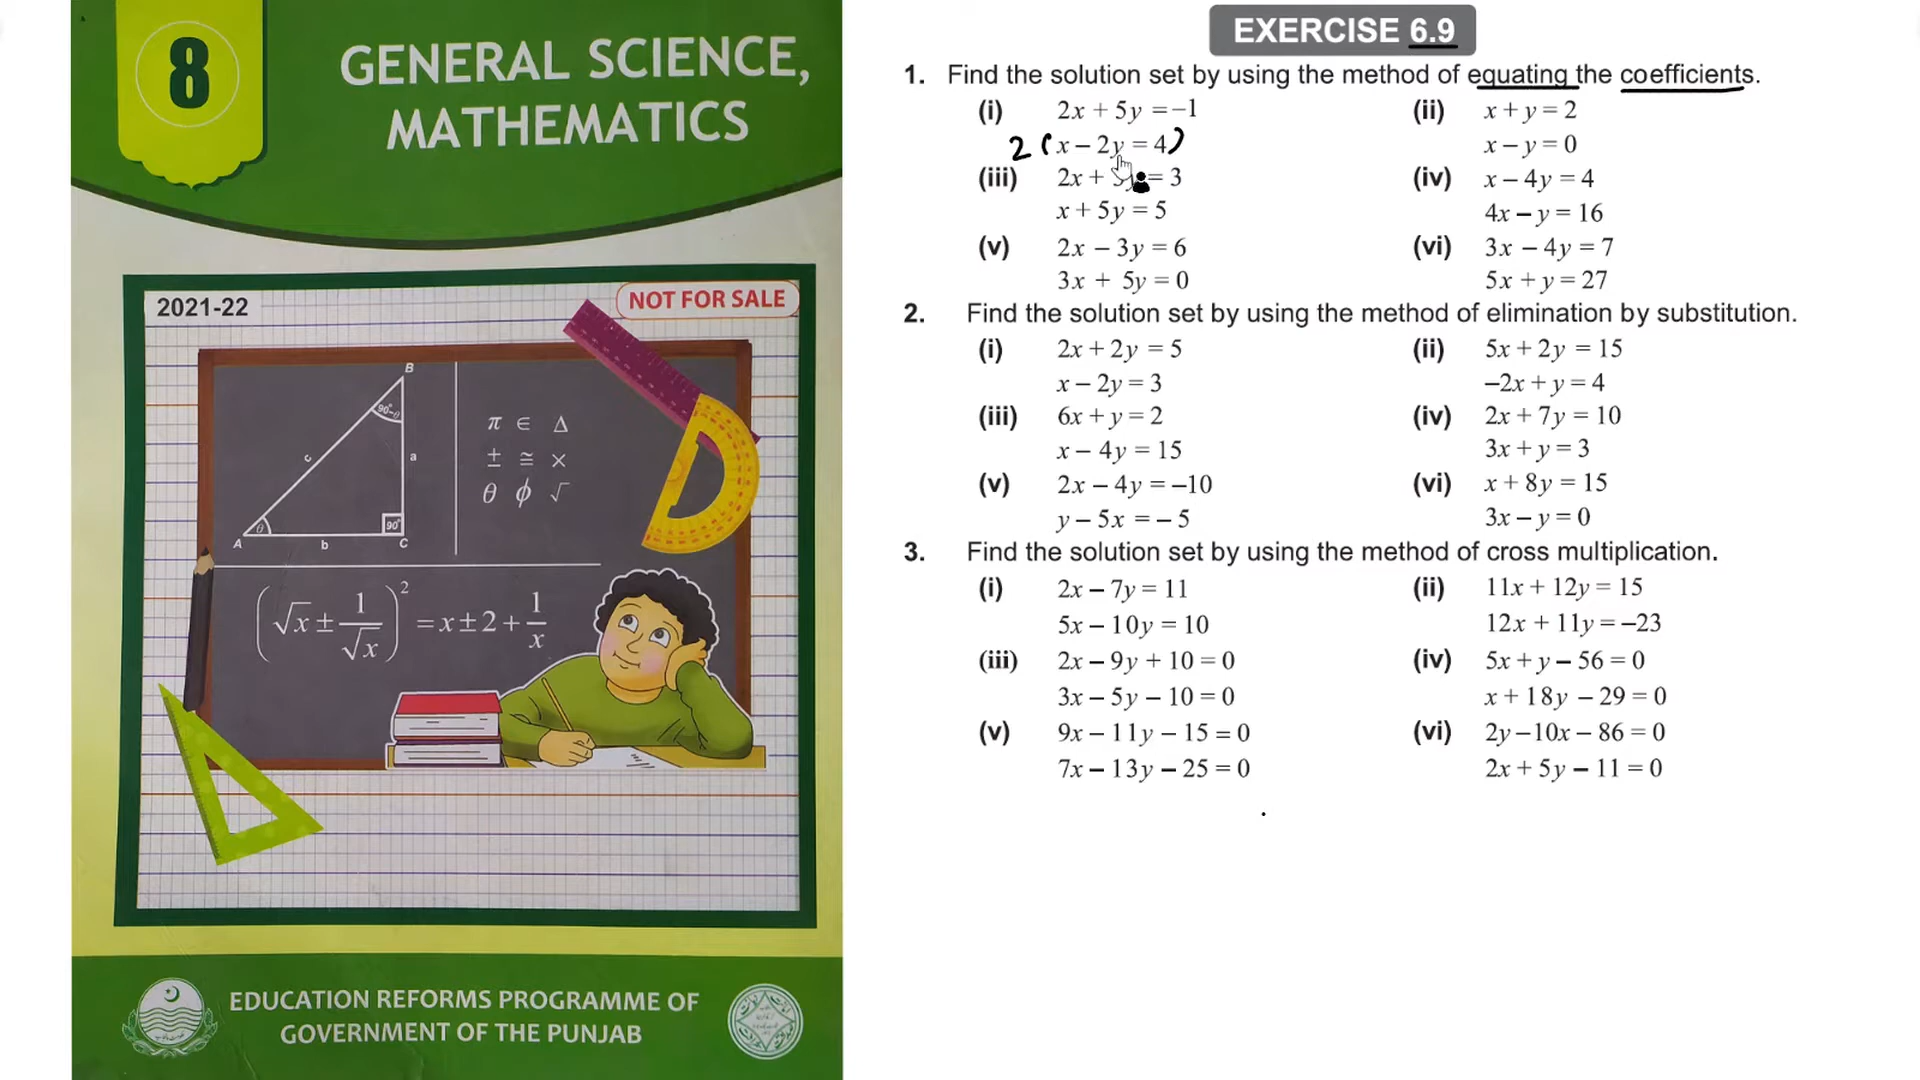 8
GENERAL SCIENCE,
MATHEMATICS
2021-22
NOT FOR SALE
B
90°-θ
c
a
θ
90°
A
b
C
π ∈ Δ
± ≅ ×
θ ϕ √
(√x ± 1/√x)² = x ± 2 + 1/x
EDUCATION REFORMS PROGRAMME OF
GOVERNMENT OF THE PUNJAB
EXERCISE 6.9
1. Find the solution set by using the method of equating the coefficients.
(i) 2x + 5y = −1 (ii) x + y = 2
2 (x − 2y = 4) x − y = 0
(iii) 2x + = 3 (iv) x − 4y = 4
x + 5y = 5 4x − y = 16
(v) 2x − 3y = 6 (vi) 3x − 4y = 7
3x + 5y = 0 5x + y = 27
2. Find the solution set by using the method of elimination by substitution.
(i) 2x + 2y = 5 (ii) 5x + 2y = 15
x − 2y = 3 −2x + y = 4
(iii) 6x + y = 2 (iv) 2x + 7y = 10
x − 4y = 15 3x + y = 3
(v) 2x − 4y = −10 (vi) x + 8y = 15
y − 5x = − 5 3x − y = 0
3. Find the solution set by using the method of cross multiplication.
(i) 2x − 7y = 11 (ii) 11x + 12y = 15
5x − 10y = 10 12x + 11y = −23
(iii) 2x − 9y + 10 = 0 (iv) 5x + y − 56 = 0
3x − 5y − 10 = 0 x + 18y − 29 = 0
(v) 9x − 11y − 15 = 0 (vi) 2y −10x − 86 = 0
7x − 13y − 25 = 0 2x + 5y − 11 = 0